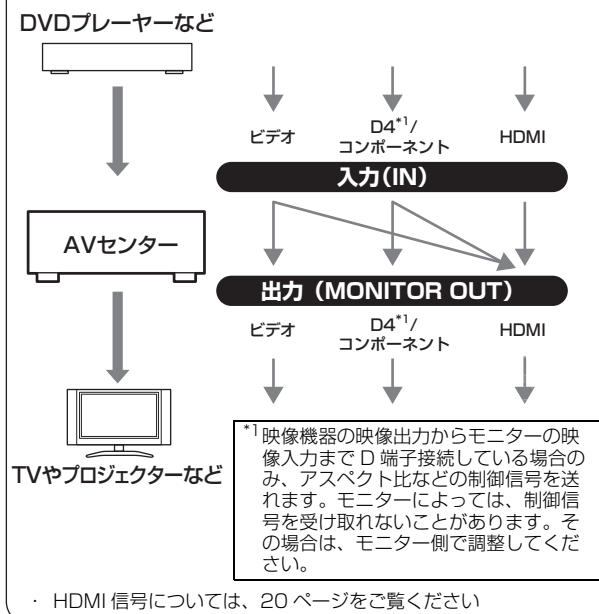 DVDプレーヤーなど
ビデオ
D4*1/
コンポーネント
HDMI
入力(IN)
AVセンター
出力（MONITOR OUT）
ビデオ
D4*1/
コンポーネント
HDMI
TVやプロジェクターなど
*1 映像機器の映像出力からモニターの映
像入力まで D 端子接続している場合の
み、アスペクト比などの制御信号を送
れます。モニターによっては、制御信
号を受け取れないことがあります。そ
の場合は、モニター側で調整してくだ
さい。
· HDMI 信号については、20 ページをご覧ください